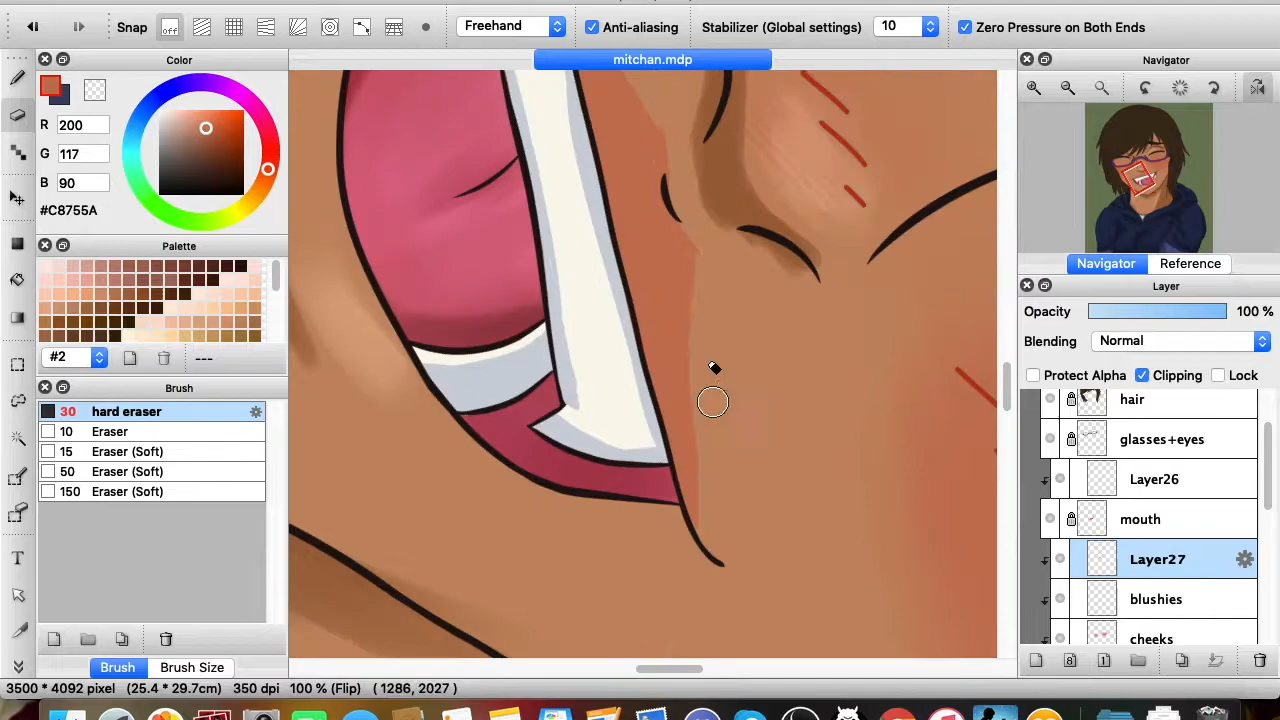 Snap
off
Freehand
Anti-aliasing
Stabilizer (Global settings)
10
Zero Pressure on Both Ends
Color
mitchan.mdp
Navigator
R 200
G 117
B 90
#C8755A
Palette
#2
---
Navigator
Reference
Layer
Opacity
100 %
Blending
Normal
Protect Alpha
Clipping
Lock
Brush
30 hard eraser
10 Eraser
15 Eraser (Soft)
50 Eraser (Soft)
150 Eraser (Soft)
hair
glasses+eyes
Layer26
mouth
Layer27
blushies
cheeks
T
8
1
Brush
Brush Size
3500 * 4092 pixel (25.4 * 29.7cm) 350 dpi 100 % (Flip) ( 1286, 2027 )